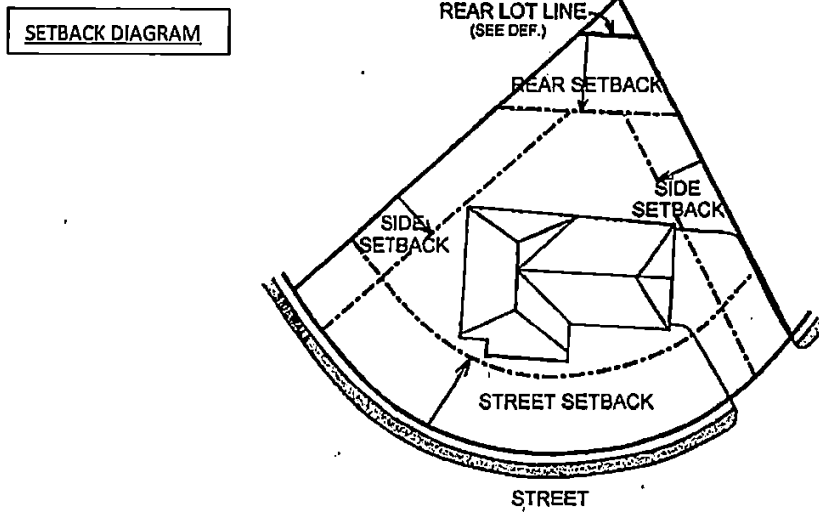 SETBACK DIAGRAM
REAR LOT LINE
(SEE DEF.)
REAR SETBACK
SIDE
SETBACK
SIDE
SETBACK
STREET SETBACK
STREET